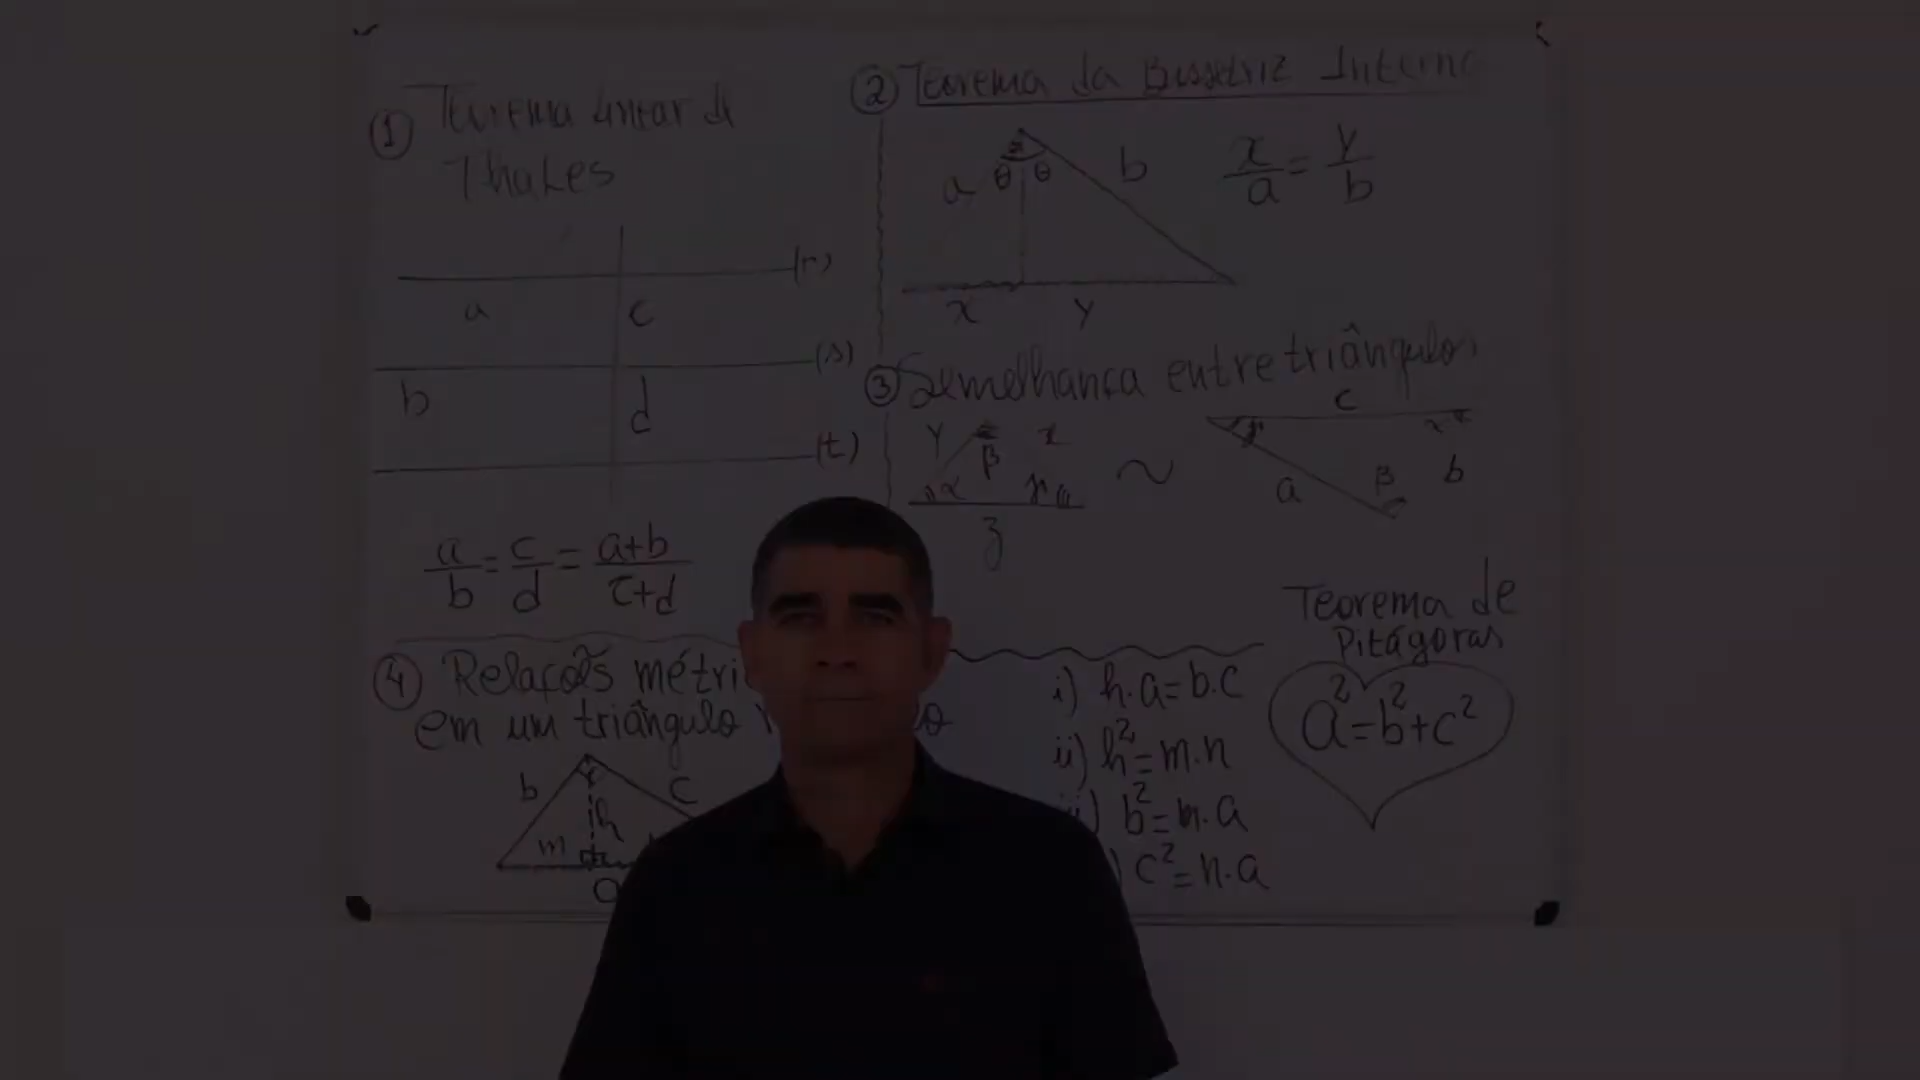 ① Teorema Linear de
Thales
(r)
a c
(s)
b d
(t)
a/b = c/d = a+b/c+d
② Teorema da Bissetriz Interna
a θ θ b
x/a = y/b
x y
③ Semelhança entre triângulos
y β x
α γ
z
~
c
γ α
a β b
④ Relações métri
em um triângulo
b c
h
m
a
i) h.a=b.c
ii) h²=m.n
) b²=m.a
) c²=n.a
Teorema de
Pitágoras
a²=b²+c²